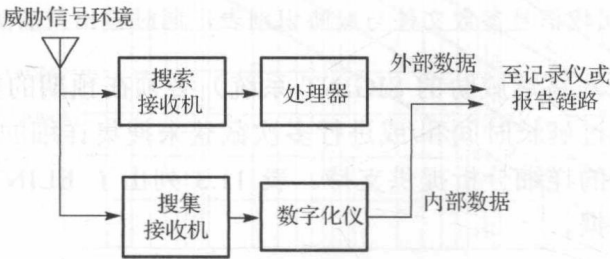 威胁信号环境
搜索
接收机
处理器
外部数据
至记录仪或
报告链路
搜集
接收机
数字化仪
内部数据